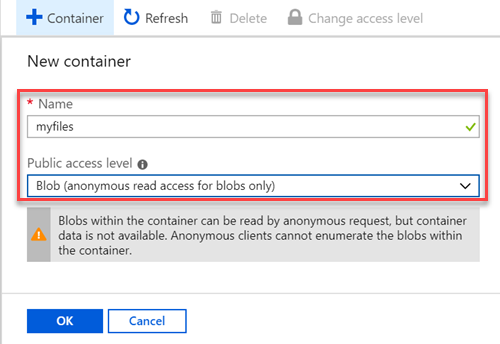 Container Refresh Delete Change access level
New container
* Name
myfiles
Public access level
Blob (anonymous read access for blobs only)
Blobs within the container can be read by anonymous request, but container
data is not available. Anonymous clients cannot enumerate the blobs within
the container.
OK Cancel